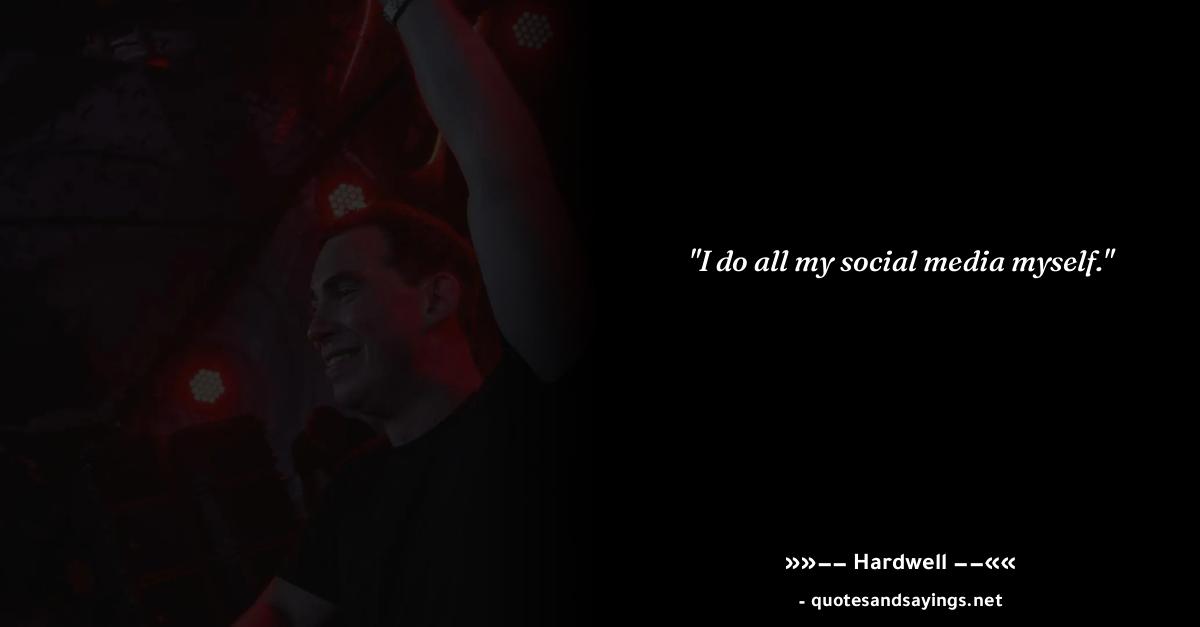 "I do all my social media myself."
»»−− Hardwell −−««
- quotesandsayings.net